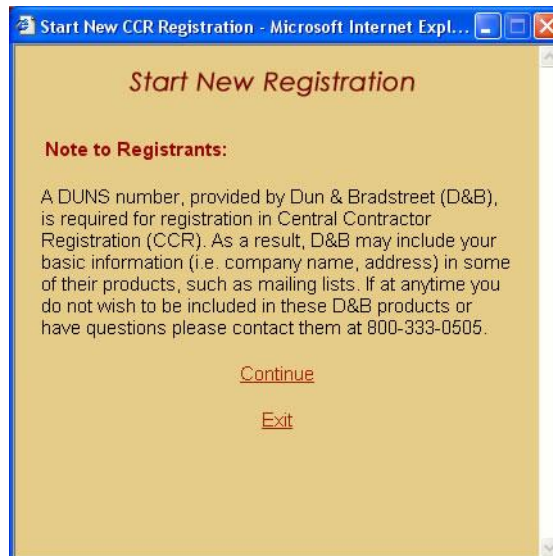 Start New CCR Registration - Microsoft Internet Expl...
Start New Registration
Note to Registrants:
A DUNS number, provided by Dun & Bradstreet (D&B),
is required for registration in Central Contractor
Registration (CCR). As a result, D&B may include your
basic information (i.e. company name, address) in some
of their products, such as mailing lists. If at anytime you
do not wish to be included in these D&B products or
have questions please contact them at 800-333-0505.
Continue
Exit